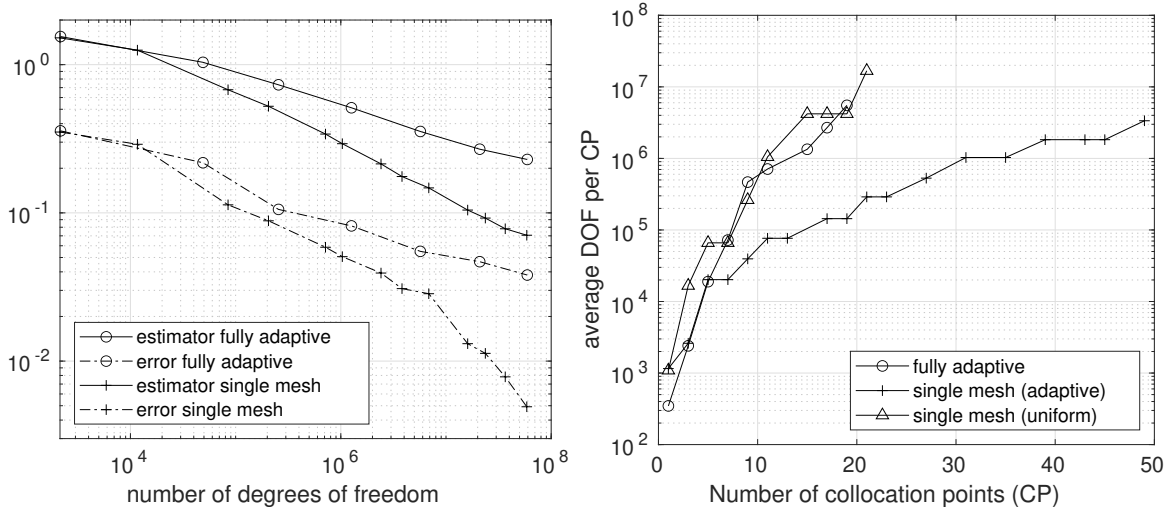 10^0
10^-1
10^-2
10^4
10^6
10^8
number of degrees of freedom
estimator fully adaptive
error fully adaptive
estimator single mesh
error single mesh
average DOF per CP
10^8
10^7
10^6
10^5
10^4
10^3
10^2
0
10
20
30
40
50
Number of collocation points (CP)
fully adaptive
single mesh (adaptive)
single mesh (uniform)